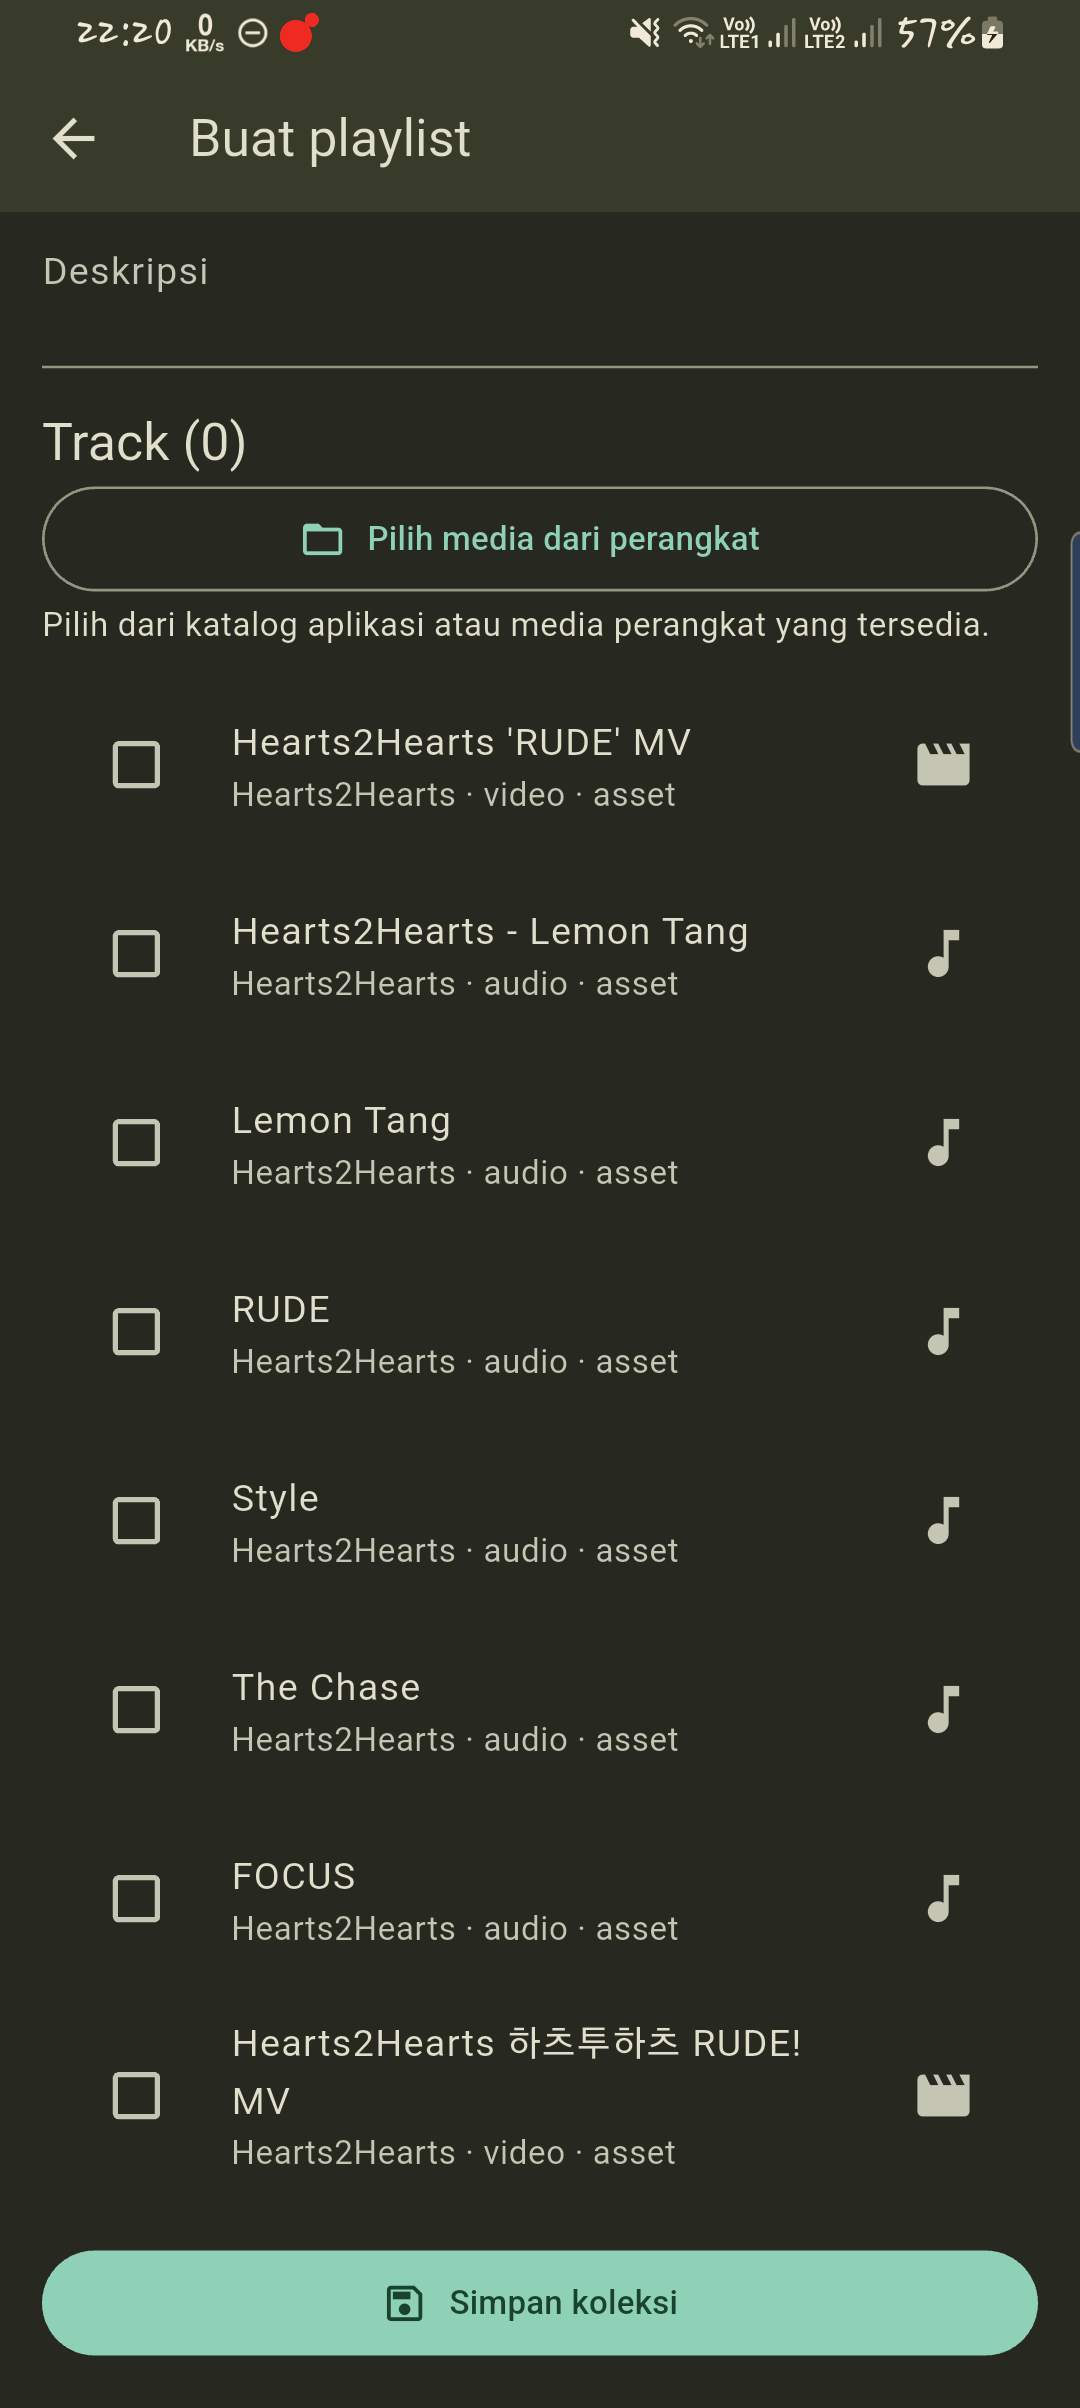 22:20 0 KB/s Vo)) LTE1 Vo)) LTE2 57%
Buat playlist
Deskripsi
Track (0)
Pilih media dari perangkat
Pilih dari katalog aplikasi atau media perangkat yang tersedia.
Hearts2Hearts 'RUDE' MV
Hearts2Hearts · video · asset
Hearts2Hearts - Lemon Tang
Hearts2Hearts · audio · asset
Lemon Tang
Hearts2Hearts · audio · asset
RUDE
Hearts2Hearts · audio · asset
Style
Hearts2Hearts · audio · asset
The Chase
Hearts2Hearts · audio · asset
FOCUS
Hearts2Hearts · audio · asset
Hearts2Hearts 하츠투하츠 RUDE!
MV
Hearts2Hearts · video · asset
Simpan koleksi